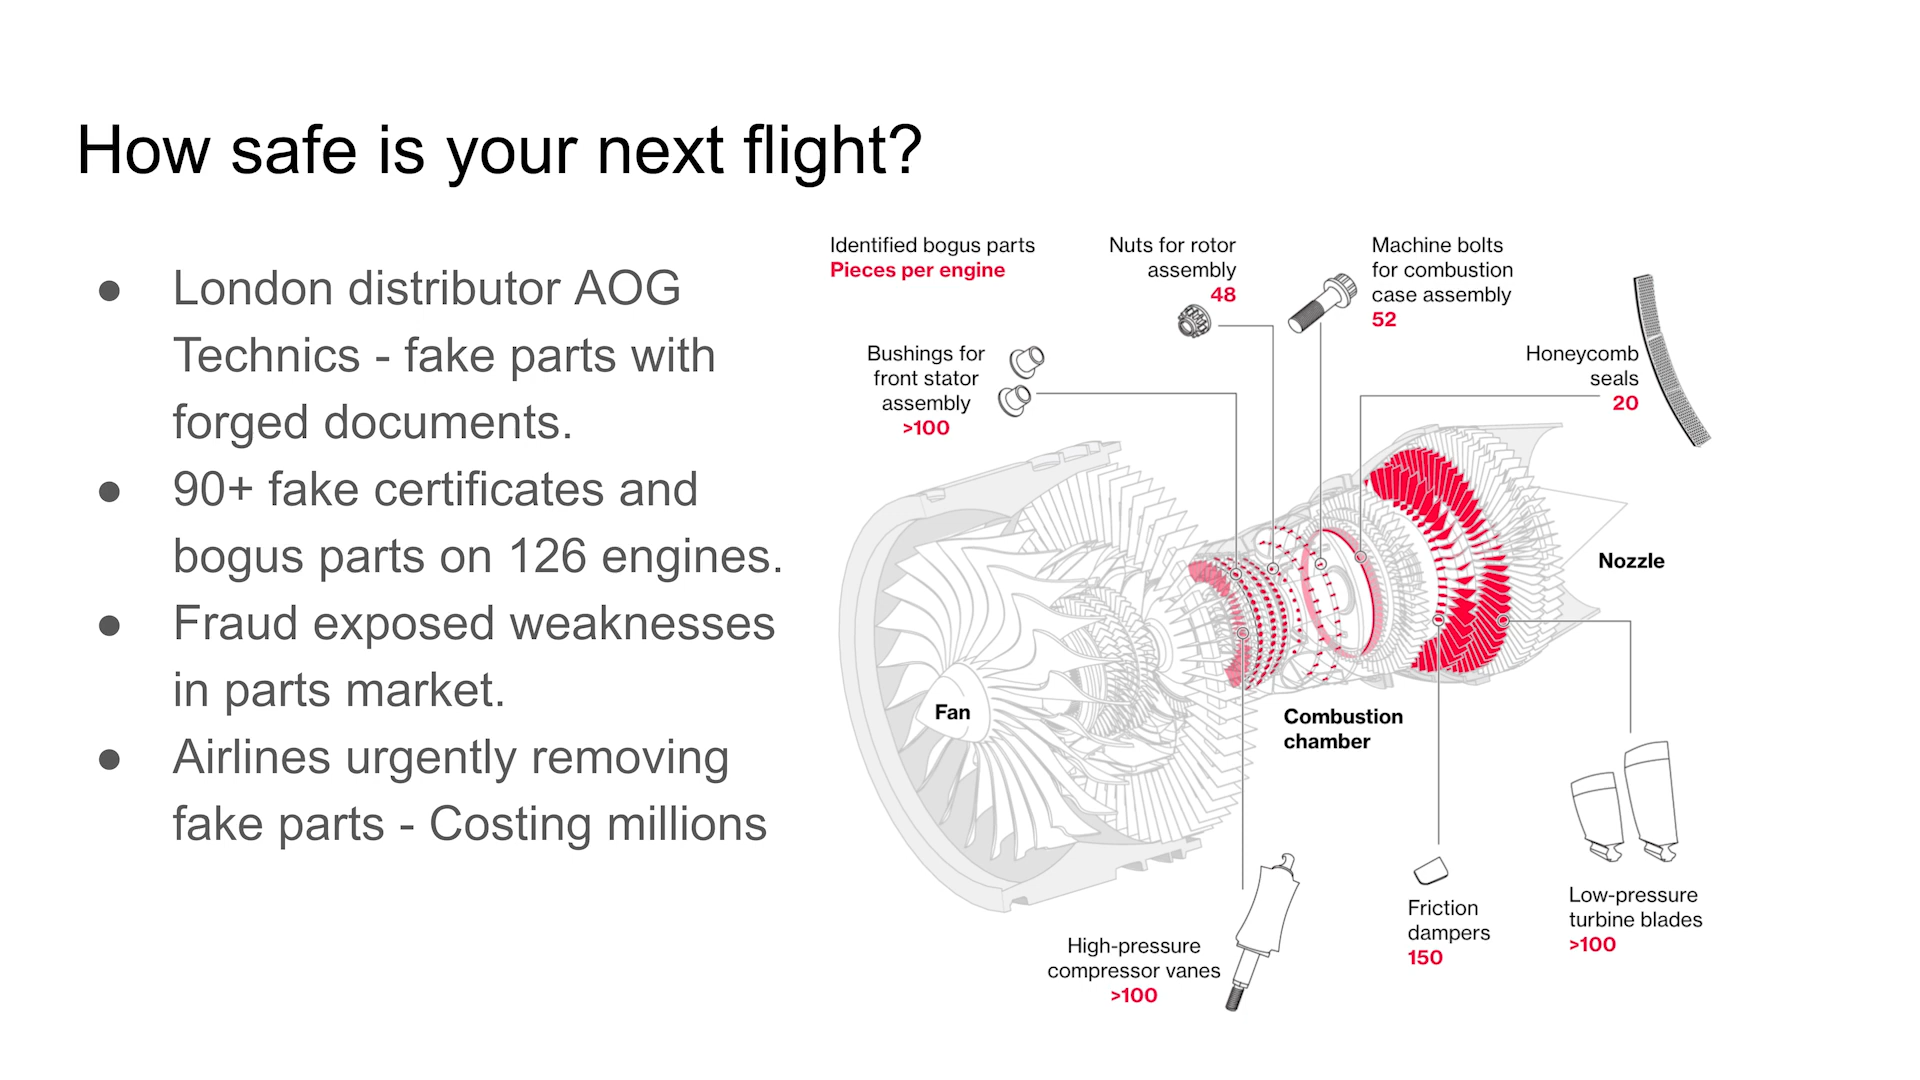 How safe is your next flight?
● London distributor AOG
Technics - fake parts with
forged documents.
● 90+ fake certificates and
bogus parts on 126 engines.
● Fraud exposed weaknesses
in parts market.
● Airlines urgently removing
fake parts - Costing millions
Identified bogus parts
Pieces per engine
Nuts for rotor
assembly
48
Machine bolts
for combustion
case assembly
52
Bushings for
front stator
assembly
>100
Honeycomb
seals
20
Nozzle
Fan
Combustion
chamber
High-pressure
compressor vanes
>100
Friction
dampers
150
Low-pressure
turbine blades
>100